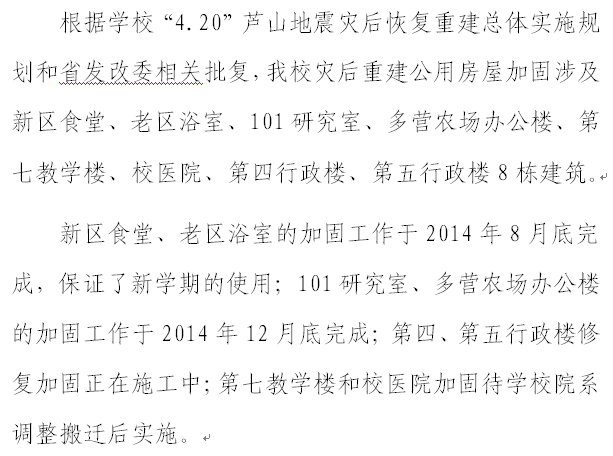 根据学校“4.20”芦山地震灾后恢复重建总体实施规
划和省发改委相关批复，我校灾后重建公用房屋加固涉及
新区食堂、老区浴室、101 研究室、多营农场办公楼、第
七教学楼、校医院、第四行政楼、第五行政楼 8 栋建筑。
新区食堂、老区浴室的加固工作于 2014 年 8 月底完
成，保证了新学期的使用；101 研究室、多营农场办公楼
的加固工作于 2014 年 12 月底完成；第四、第五行政楼修
复加固正在施工中；第七教学楼和校医院加固待学校院系
调整搬迁后实施。